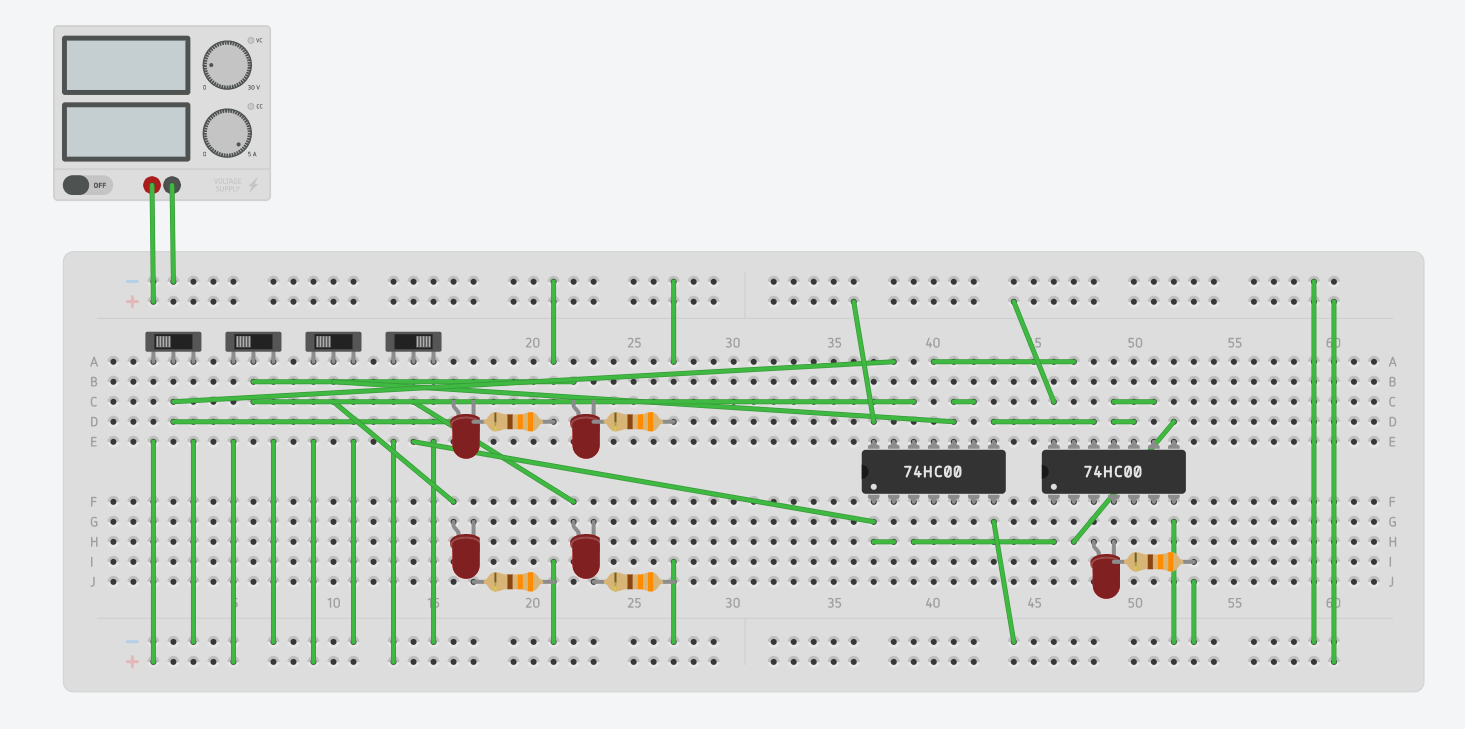 VC
0 30 V
CC
0 5 A
OFF
VOLTAGE
SUPPLY
− −
+ +
20 25 30 35 40 45 50 55 60
A A
B B
C C
D D
E E
74HC00 74HC00
F F
G G
H H
I I
J J
5 10 15 20 25 30 35 40 45 50 55 60
− −
+ +